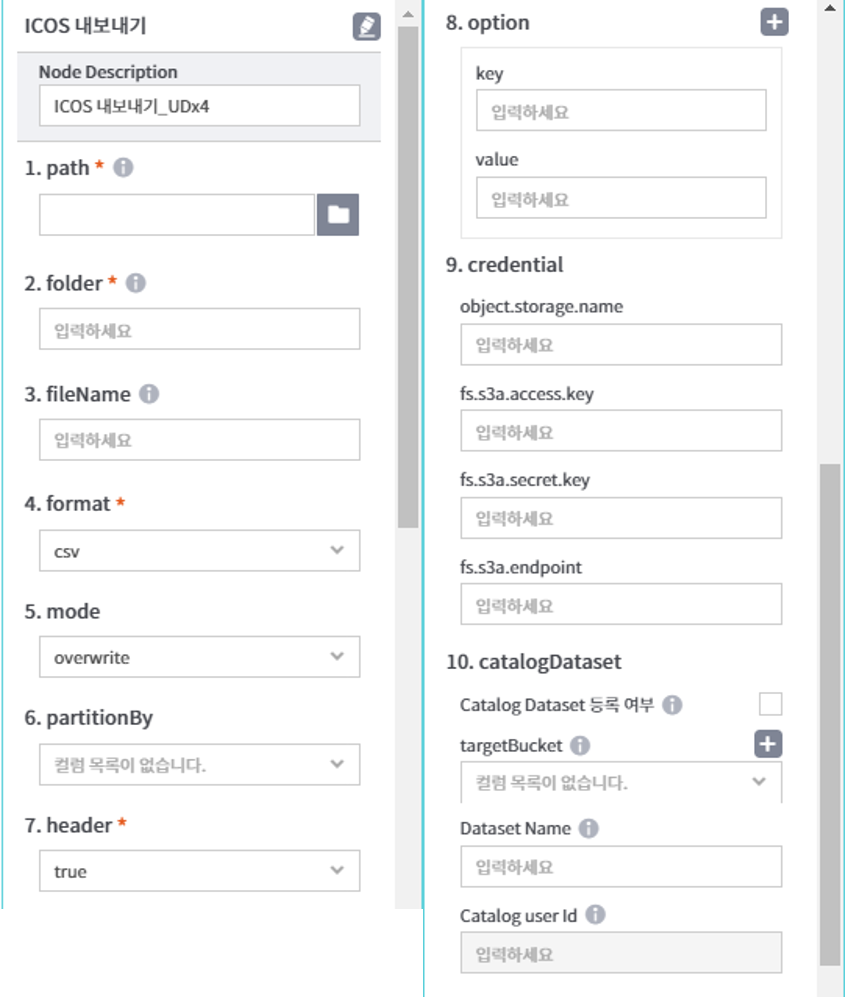 ICOS 내보내기
Node Description
ICOS 내보내기_UDx4
1. path *
2. folder *
입력하세요
3. fileName
입력하세요
4. format *
csv
5. mode
overwrite
6. partitionBy
컬럼 목록이 없습니다.
7. header *
true
8. option
key
입력하세요
value
입력하세요
9. credential
object.storage.name
입력하세요
fs.s3a.access.key
입력하세요
fs.s3a.secret.key
입력하세요
fs.s3a.endpoint
입력하세요
10. catalogDataset
Catalog Dataset 등록 여부
targetBucket
컬럼 목록이 없습니다.
Dataset Name
입력하세요
Catalog user Id
입력하세요